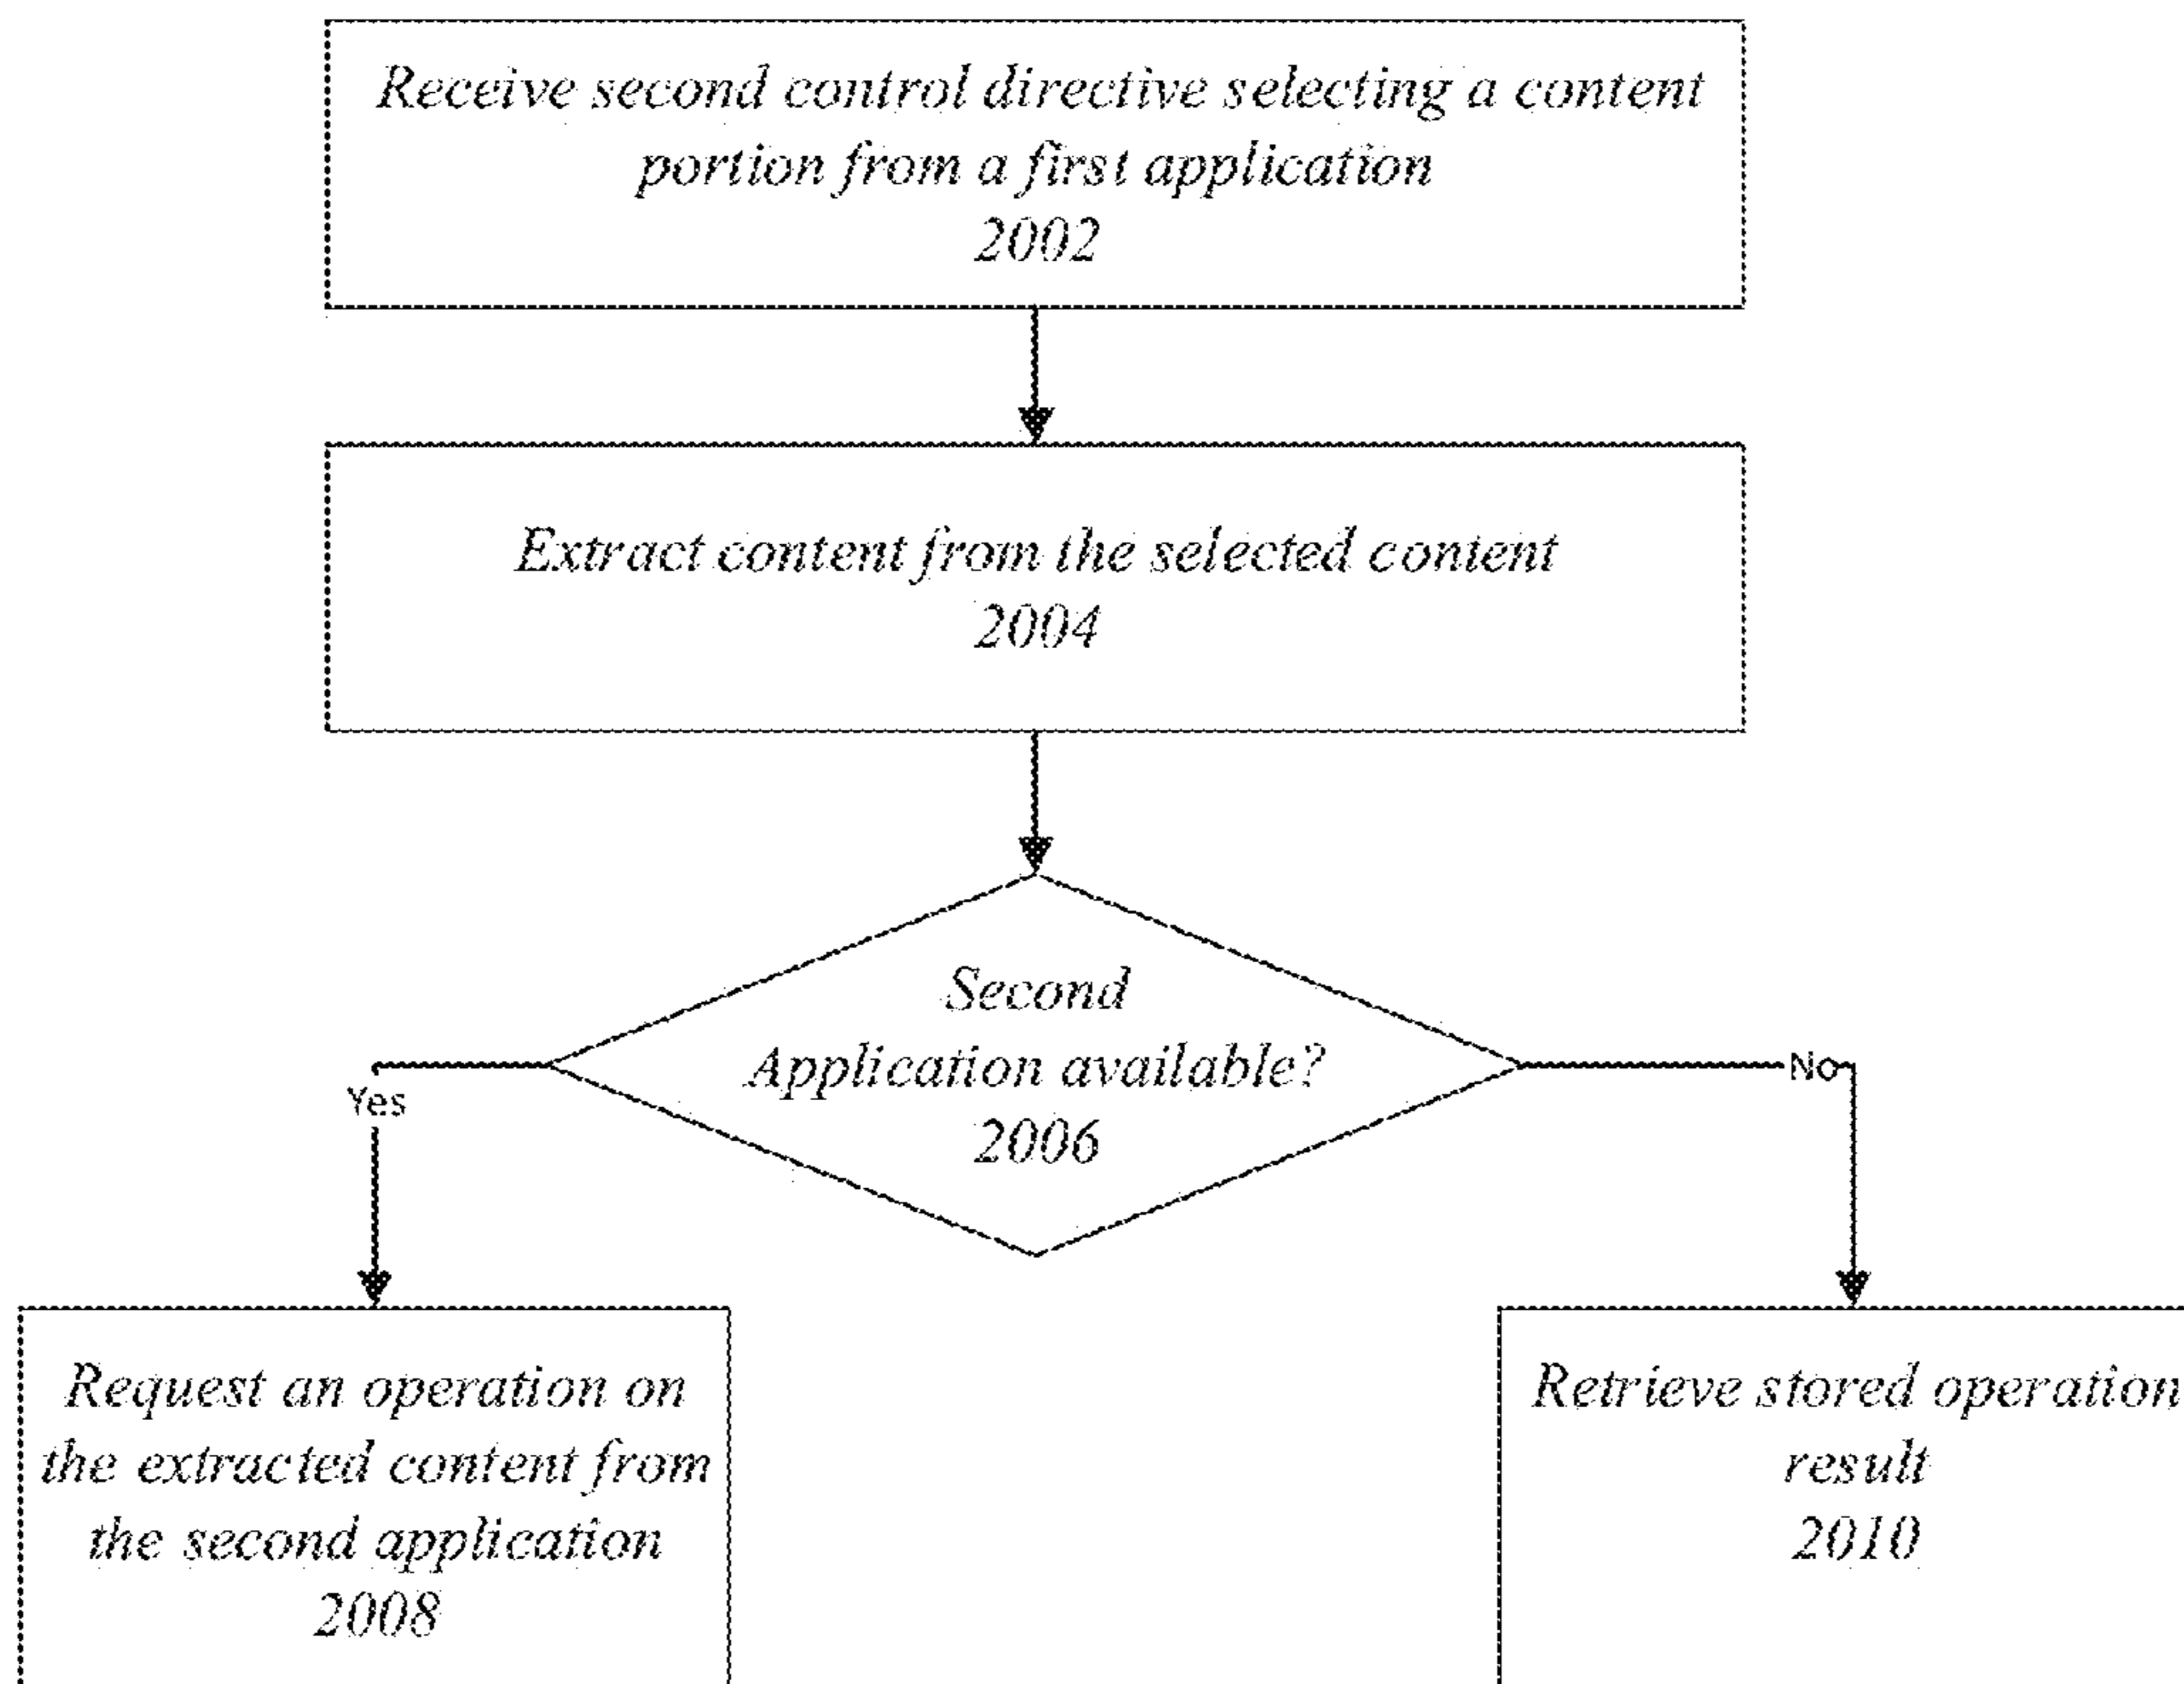 Receive second control directive selecting a content
portion from a first application
2002
Extract content from the selected content
2004
Second
Application available?
2006
Yes
No
Request an operation on
the extracted content from
the second application
2008
Retrieve stored operation
result
2010